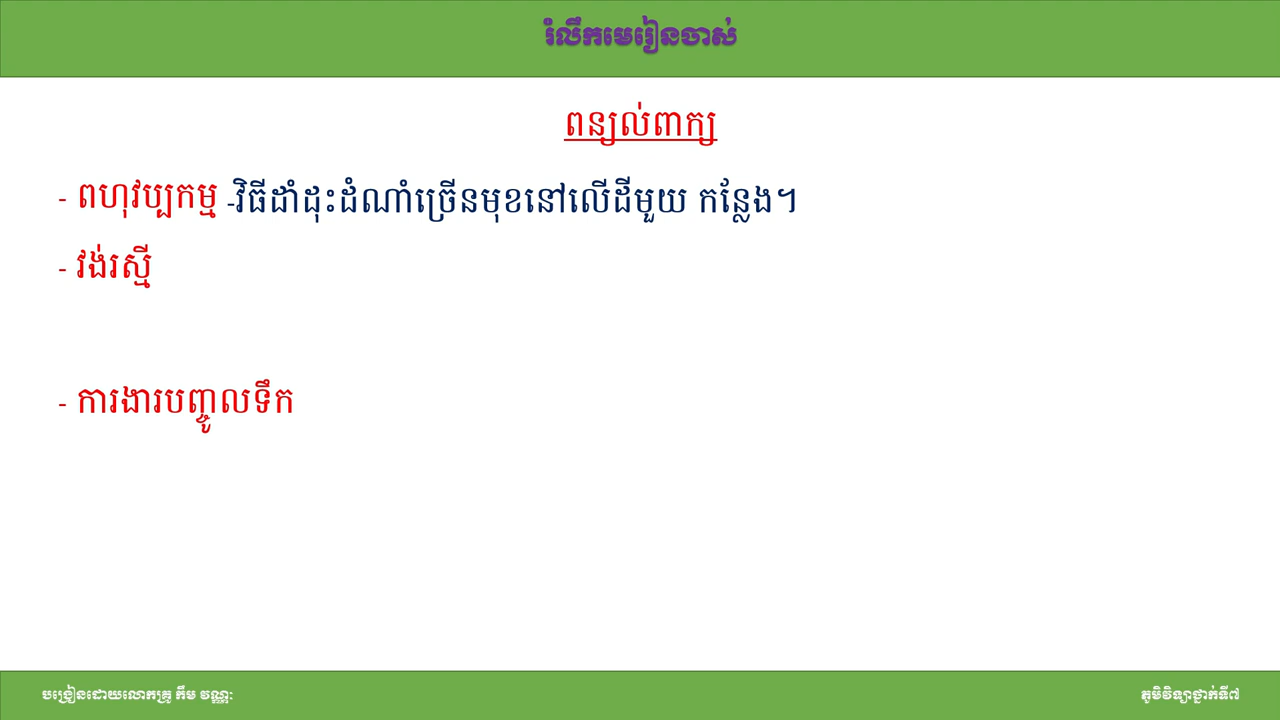 រំលឹកមេរៀនចាស់
ពន្យល់ពាក្យ
- ពហុវប្បកម្ម -វិធីដាំដុះដំណាំច្រើនមុខនៅលើដីមួយ កន្លែង។
- វង់រស្មី
- ការងារបញ្ចូលទឹក
បង្រៀនដោយលោកគ្រូ កឹម វណ្ណៈ
ភូមិវិទ្យាថ្នាក់ទី៧